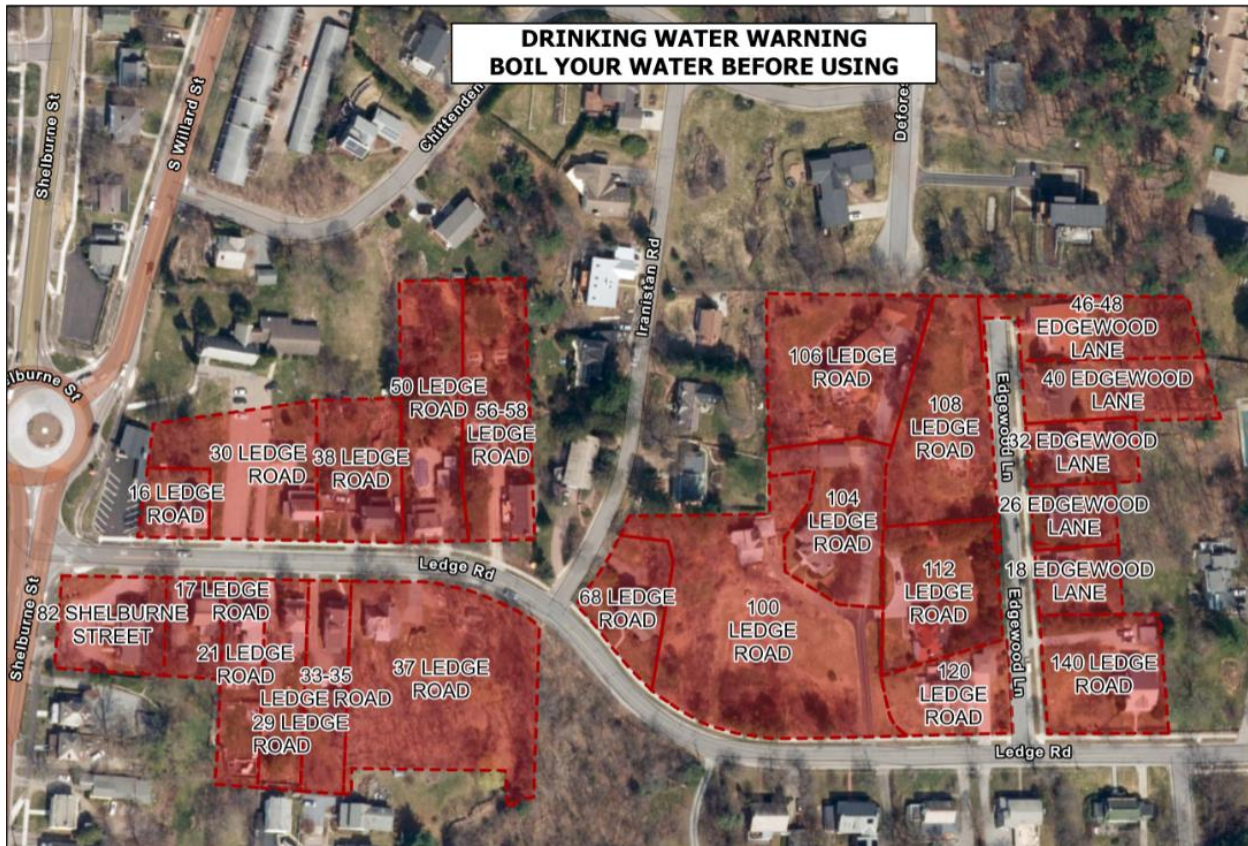 DRINKING WATER WARNING
BOIL YOUR WATER BEFORE USING
Shelburne St
S Willard St
Chittenden
Iranistan Rd
Defores
46-48
EDGEWOOD
LANE
106 LEDGE
ROAD
40 EDGEWOOD
LANE
50 LEDGE
ROAD
56-58
LEDGE
ROAD
108
LEDGE
ROAD
Edgewood Ln
elburne St
32 EDGEWOOD
LANE
30 LEDGE
ROAD
38 LEDGE
ROAD
16 LEDGE
ROAD
104
LEDGE
ROAD
26 EDGEWOOD
LANE
Ledge Rd
18 EDGEWOOD
LANE
112
LEDGE
ROAD
17 LEDGE
ROAD
82 SHELBURNE
STREET
68 LEDGE
ROAD
100
LEDGE
ROAD
Edgewood Ln
Shelburne St
21 LEDGE
ROAD
33-35
LEDGE ROAD
37 LEDGE
ROAD
120
LEDGE
ROAD
140 LEDGE
ROAD
29 LEDGE
ROAD
Ledge Rd